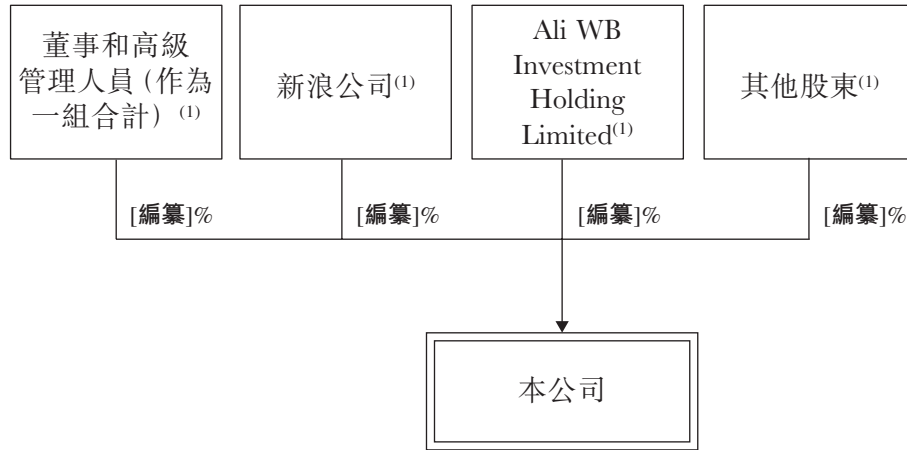 董事和高級
管理人員（作為
一組合計）(1)
新浪公司(1)
Ali WB
Investment
Holding
Limited(1)
其他股東(1)
[編纂]%
[編纂]%
[編纂]%
[編纂]%
本公司